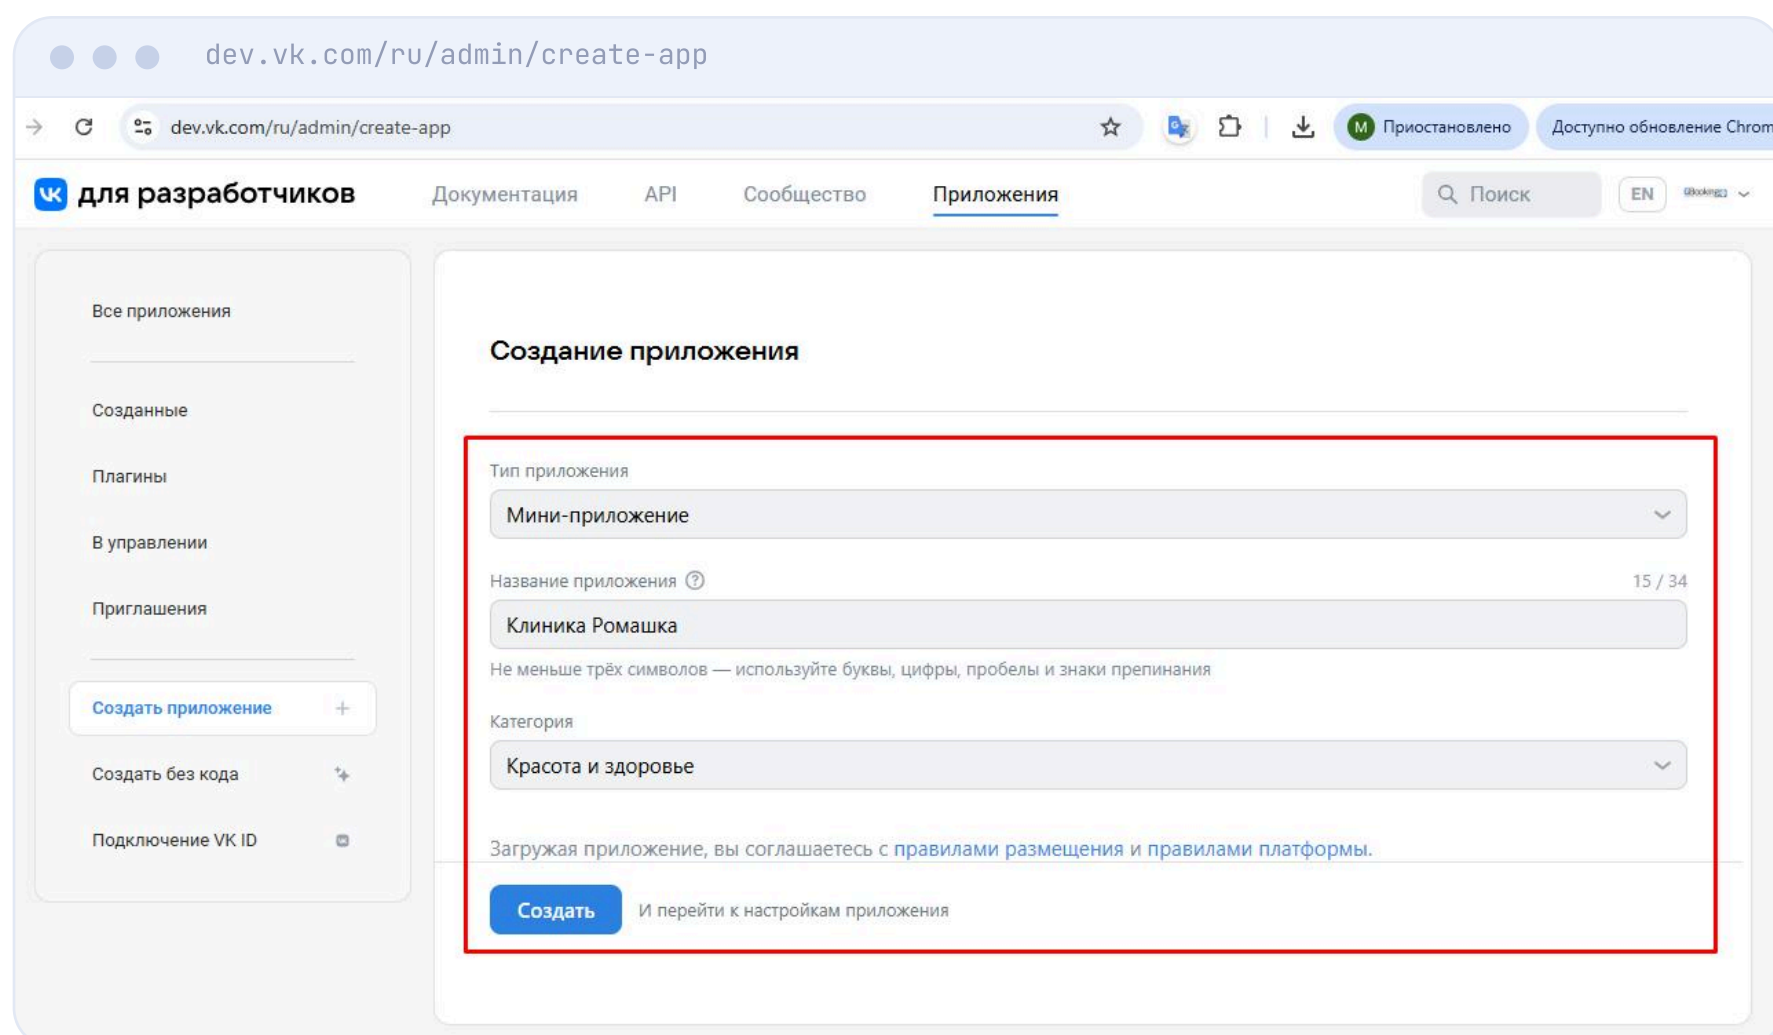 dev.vk.com/ru/admin/create-app
dev.vk.com/ru/admin/create-app
М Приостановлено
Доступно обновление Chrom
для разработчиков
Документация
API
Сообщество
Приложения
Поиск
EN
Все приложения
Созданные
Плагины
В управлении
Приглашения
Создать приложение
Создать без кода
Подключение VK ID
Создание приложения
Тип приложения
Мини-приложение
Название приложения
15 / 34
Клиника Ромашка
Не меньше трёх символов — используйте буквы, цифры, пробелы и знаки препинания
Категория
Красота и здоровье
Загружая приложение, вы соглашаетесь с правилами размещения и правилами платформы.
Создать
И перейти к настройкам приложения